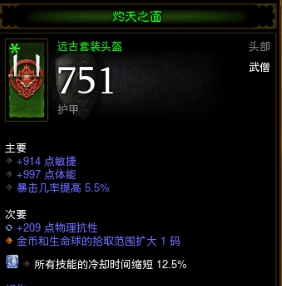 灼天之面
远古套装头盔
头部
751
武僧
护甲
主要
+914 点敏捷
+997 点体能
暴击几率提高 5.5%
次要
+209 点物理抗性
金币和生命球的拾取范围扩大 1 码
所有技能的冷却时间缩短 12.5%